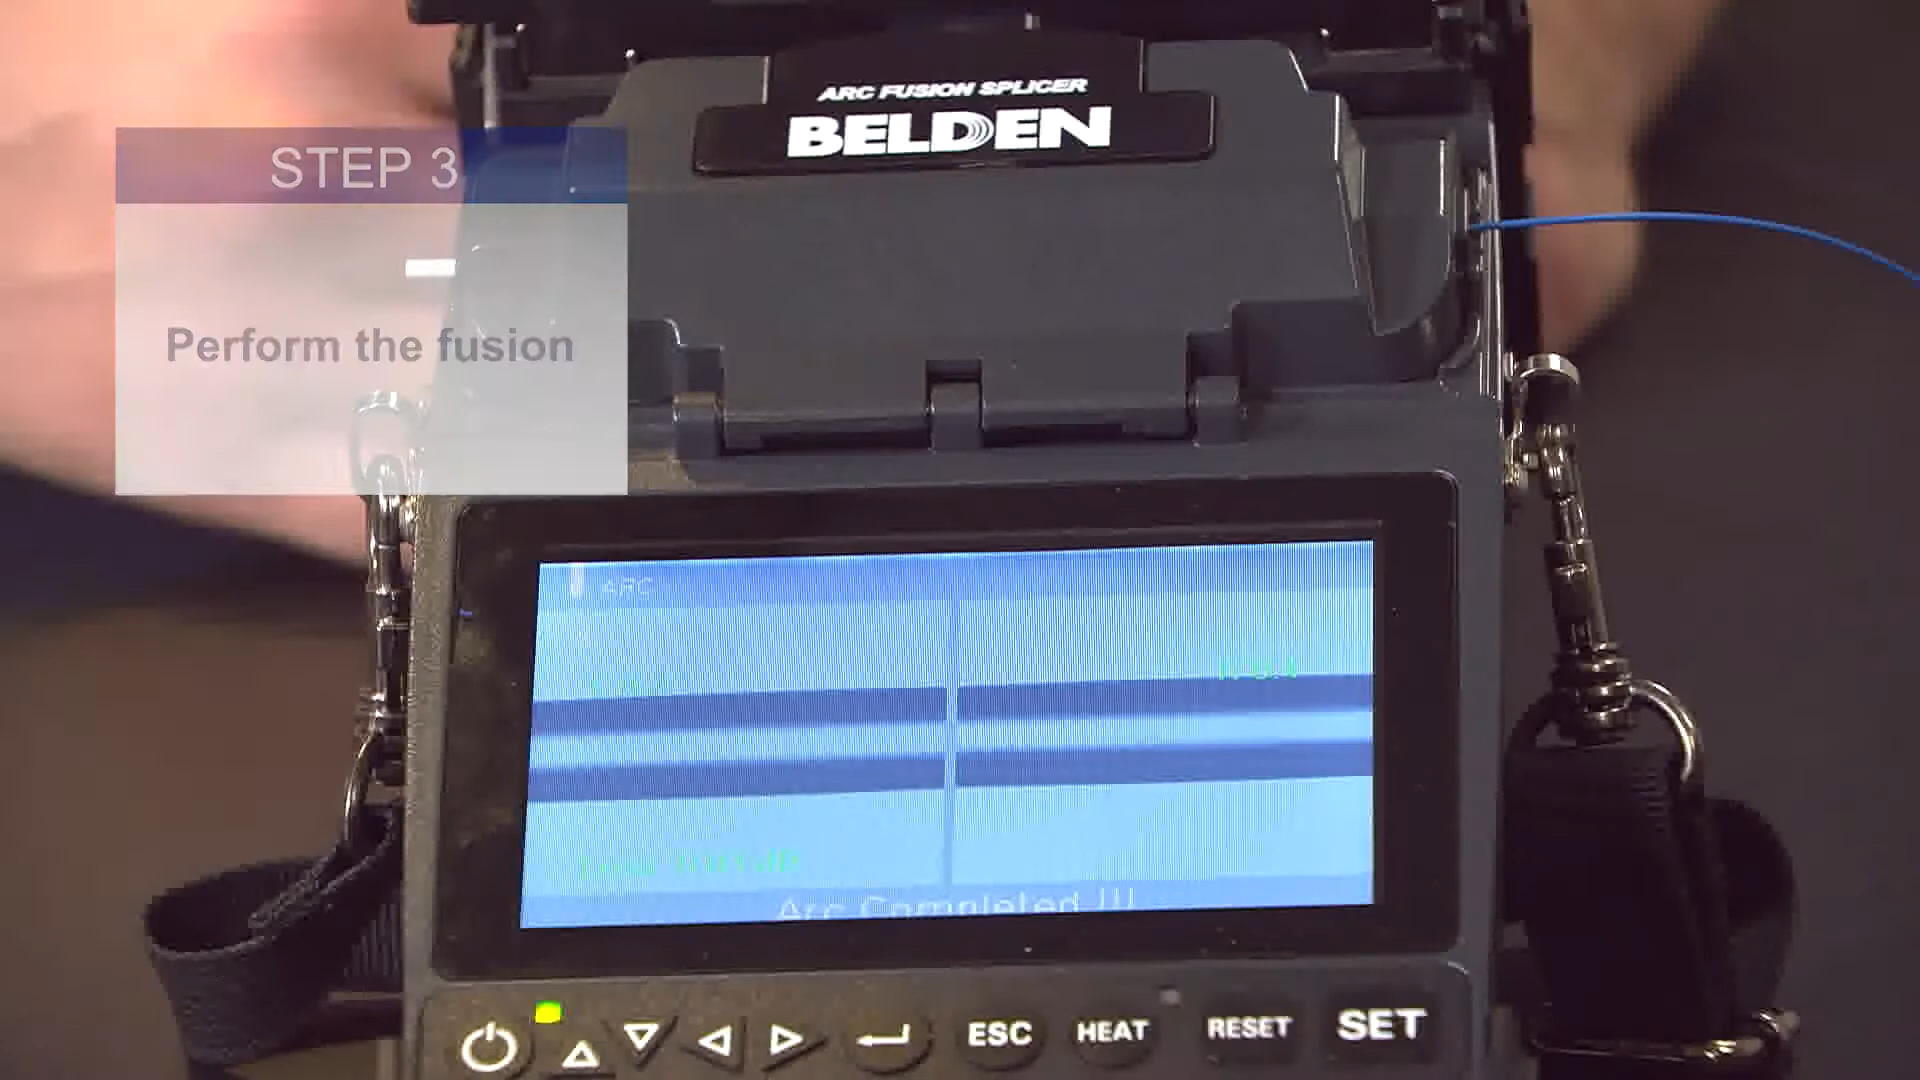 ARC FUSION SPLICER
BELDEN
STEP 3
Perform the fusion
ARC
Arc Completed !!!
ESC
HEAT
RESET
SET